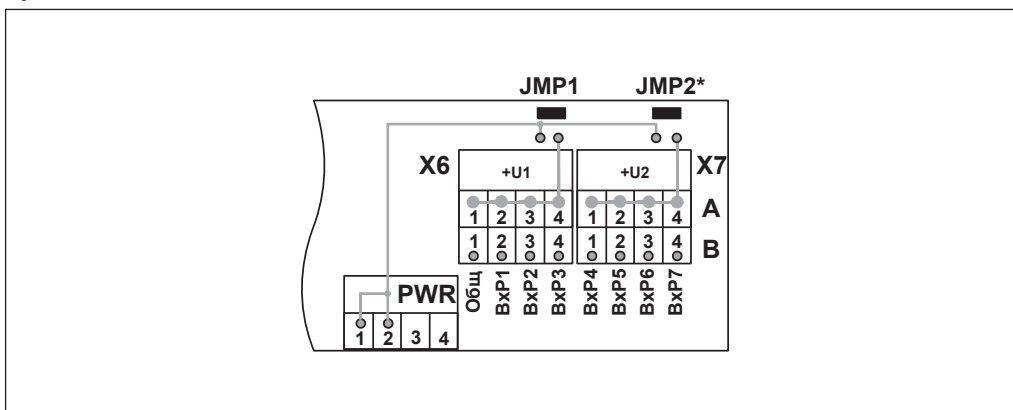 JMP1 JMP2*
X6 +U1 +U2 X7
1 2 3 4 1 2 3 4 A
1 2 3 4 1 2 3 4 B
Общ ВхР1 ВхР2 ВхР3 ВхР4 ВхР5 ВхР6 ВхР7
PWR
1 2 3 4